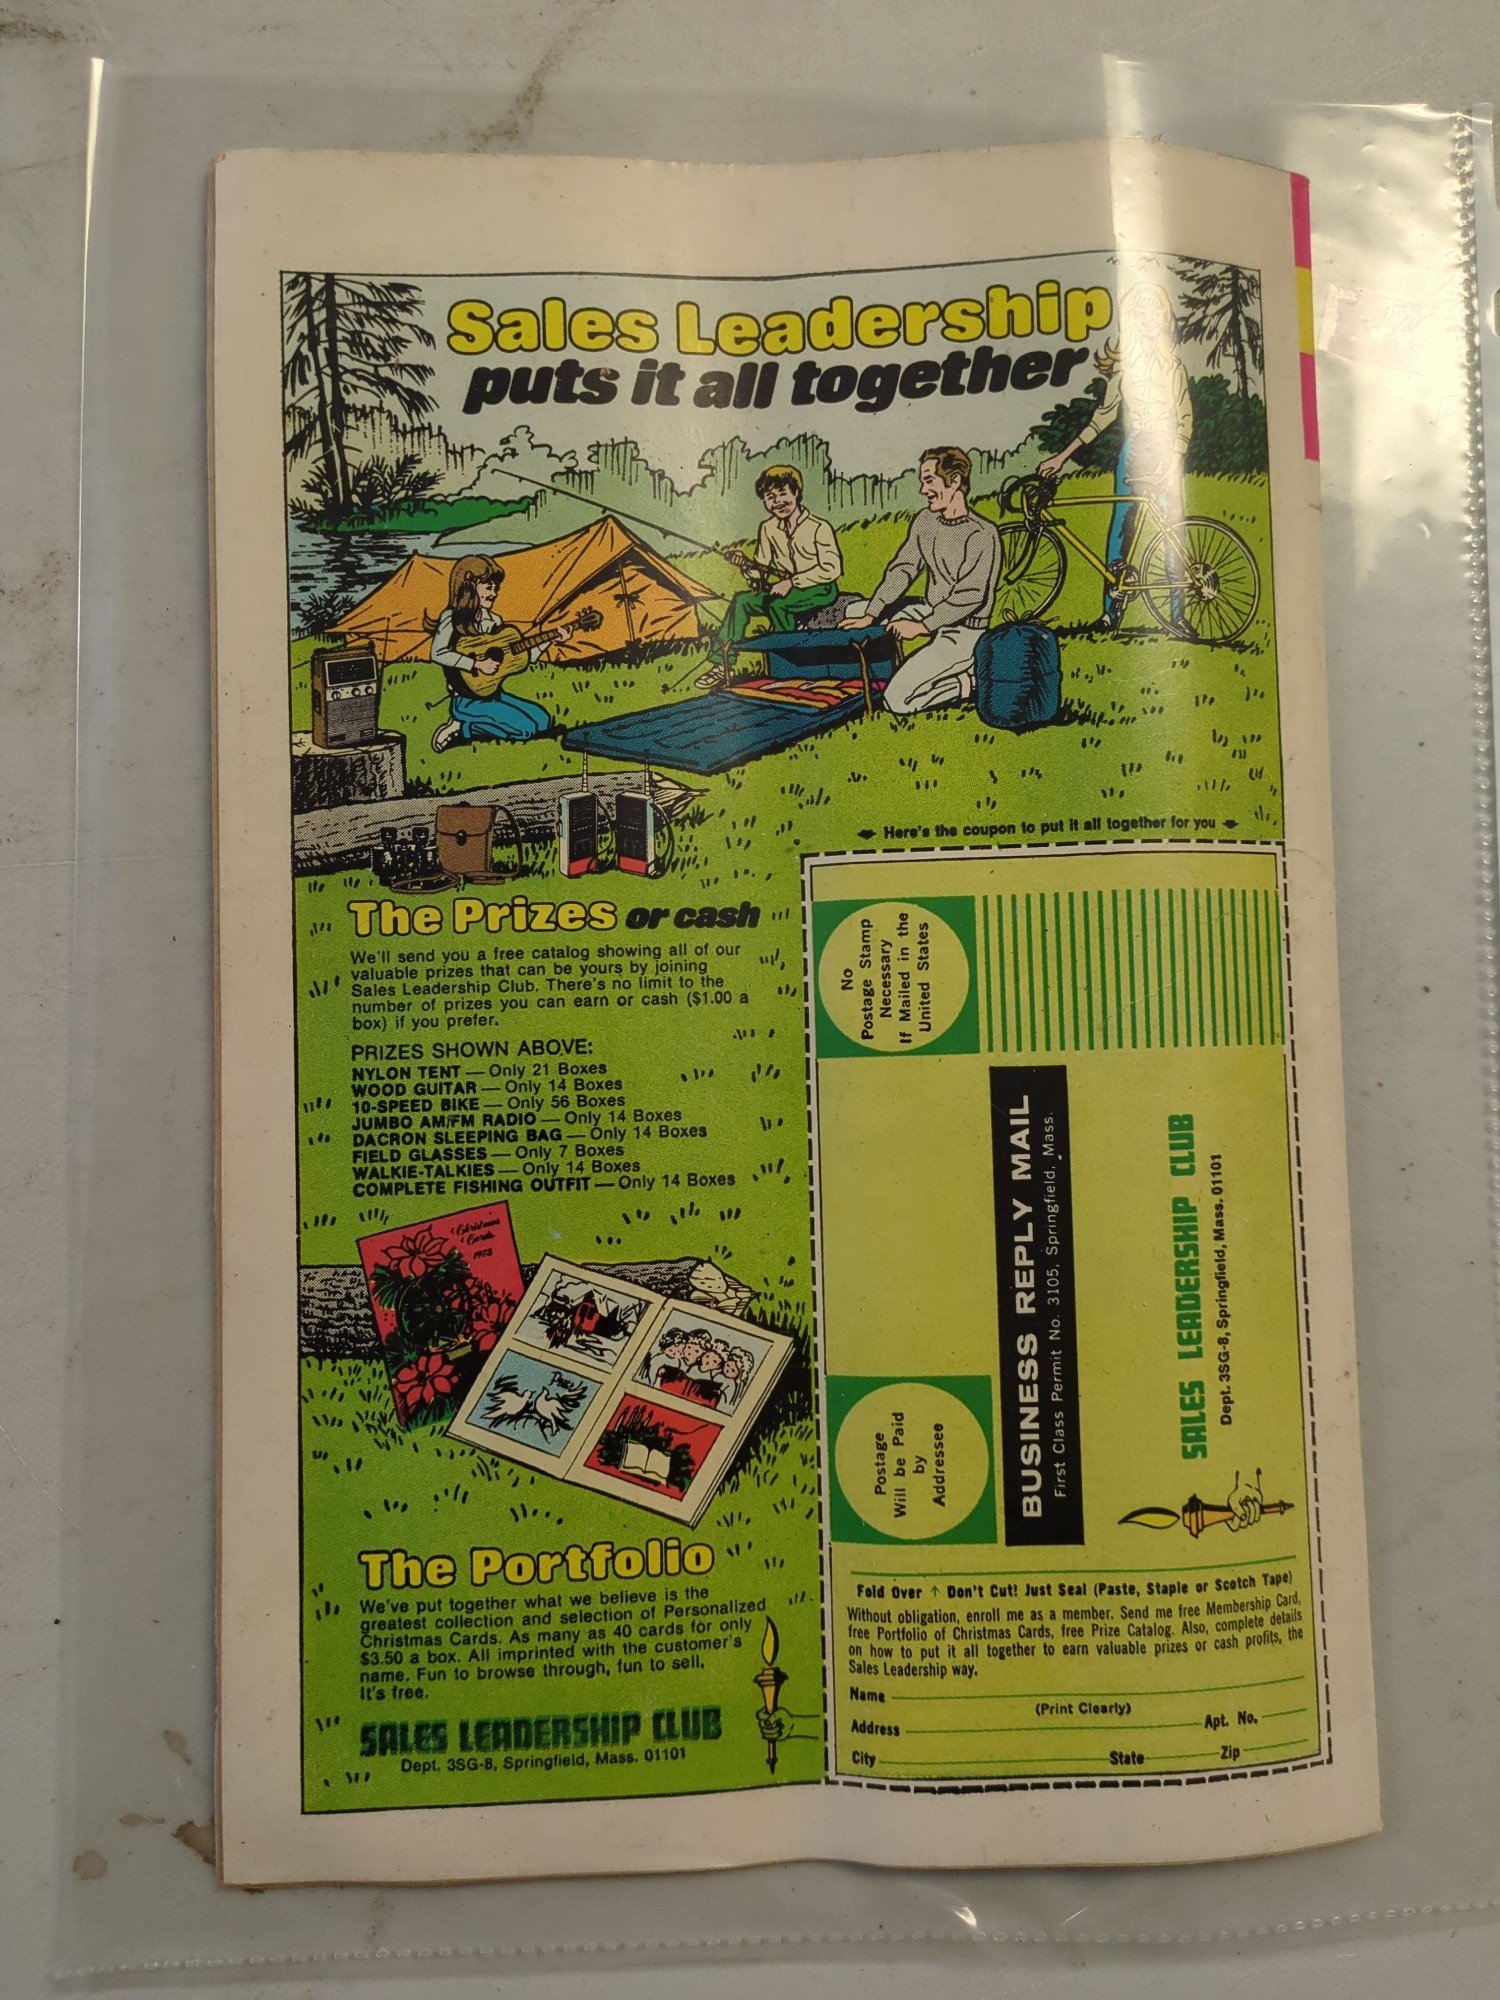 Sales Leadership
puts it all together
Here's the coupon to put it all together for you
The Prizes or cash
We'll send you a free catalog showing all of our
valuable prizes that can be yours by joining
Sales Leadership Club. There's no limit to the
number of prizes you can earn or cash ($1.00 a
box) if you prefer.
PRIZES SHOWN ABOVE:
NYLON TENT — Only 21 Boxes
WOOD GUITAR — Only 14 Boxes
10-SPEED BIKE — Only 56 Boxes
JUMBO AM/FM RADIO — Only 14 Boxes
DACRON SLEEPING BAG — Only 14 Boxes
FIELD GLASSES — Only 7 Boxes
WALKIE-TALKIES — Only 14 Boxes
COMPLETE FISHING OUTFIT — Only 14 Boxes
Christmas
Cards
1978
Peace
The Portfolio
We've put together what we believe is the
greatest collection and selection of Personalized
Christmas Cards. As many as 40 cards for only
$3.50 a box. All imprinted with the customer's
name. Fun to browse through, fun to sell.
It's free.
SALES LEADERSHIP CLUB
Dept. 3SG-8, Springfield, Mass. 01101
No
Postage Stamp
Necessary
If Mailed in the
United States
Postage
Will be Paid
by
Addressee
BUSINESS REPLY MAIL
First Class Permit No. 3105, Springfield, Mass.
SALES LEADERSHIP CLUB
Dept. 3SG-8, Springfield, Mass. 01101
Fold Over ↑ Don't Cut! Just Seal (Paste, Staple or Scotch Tape)
Without obligation, enroll me as a member. Send me free Membership Card,
free Portfolio of Christmas Cards, free Prize Catalog. Also, complete details
on how to put it all together to earn valuable prizes or cash profits, the
Sales Leadership way.
Name
(Print Clearly)
Address Apt. No.
City State Zip